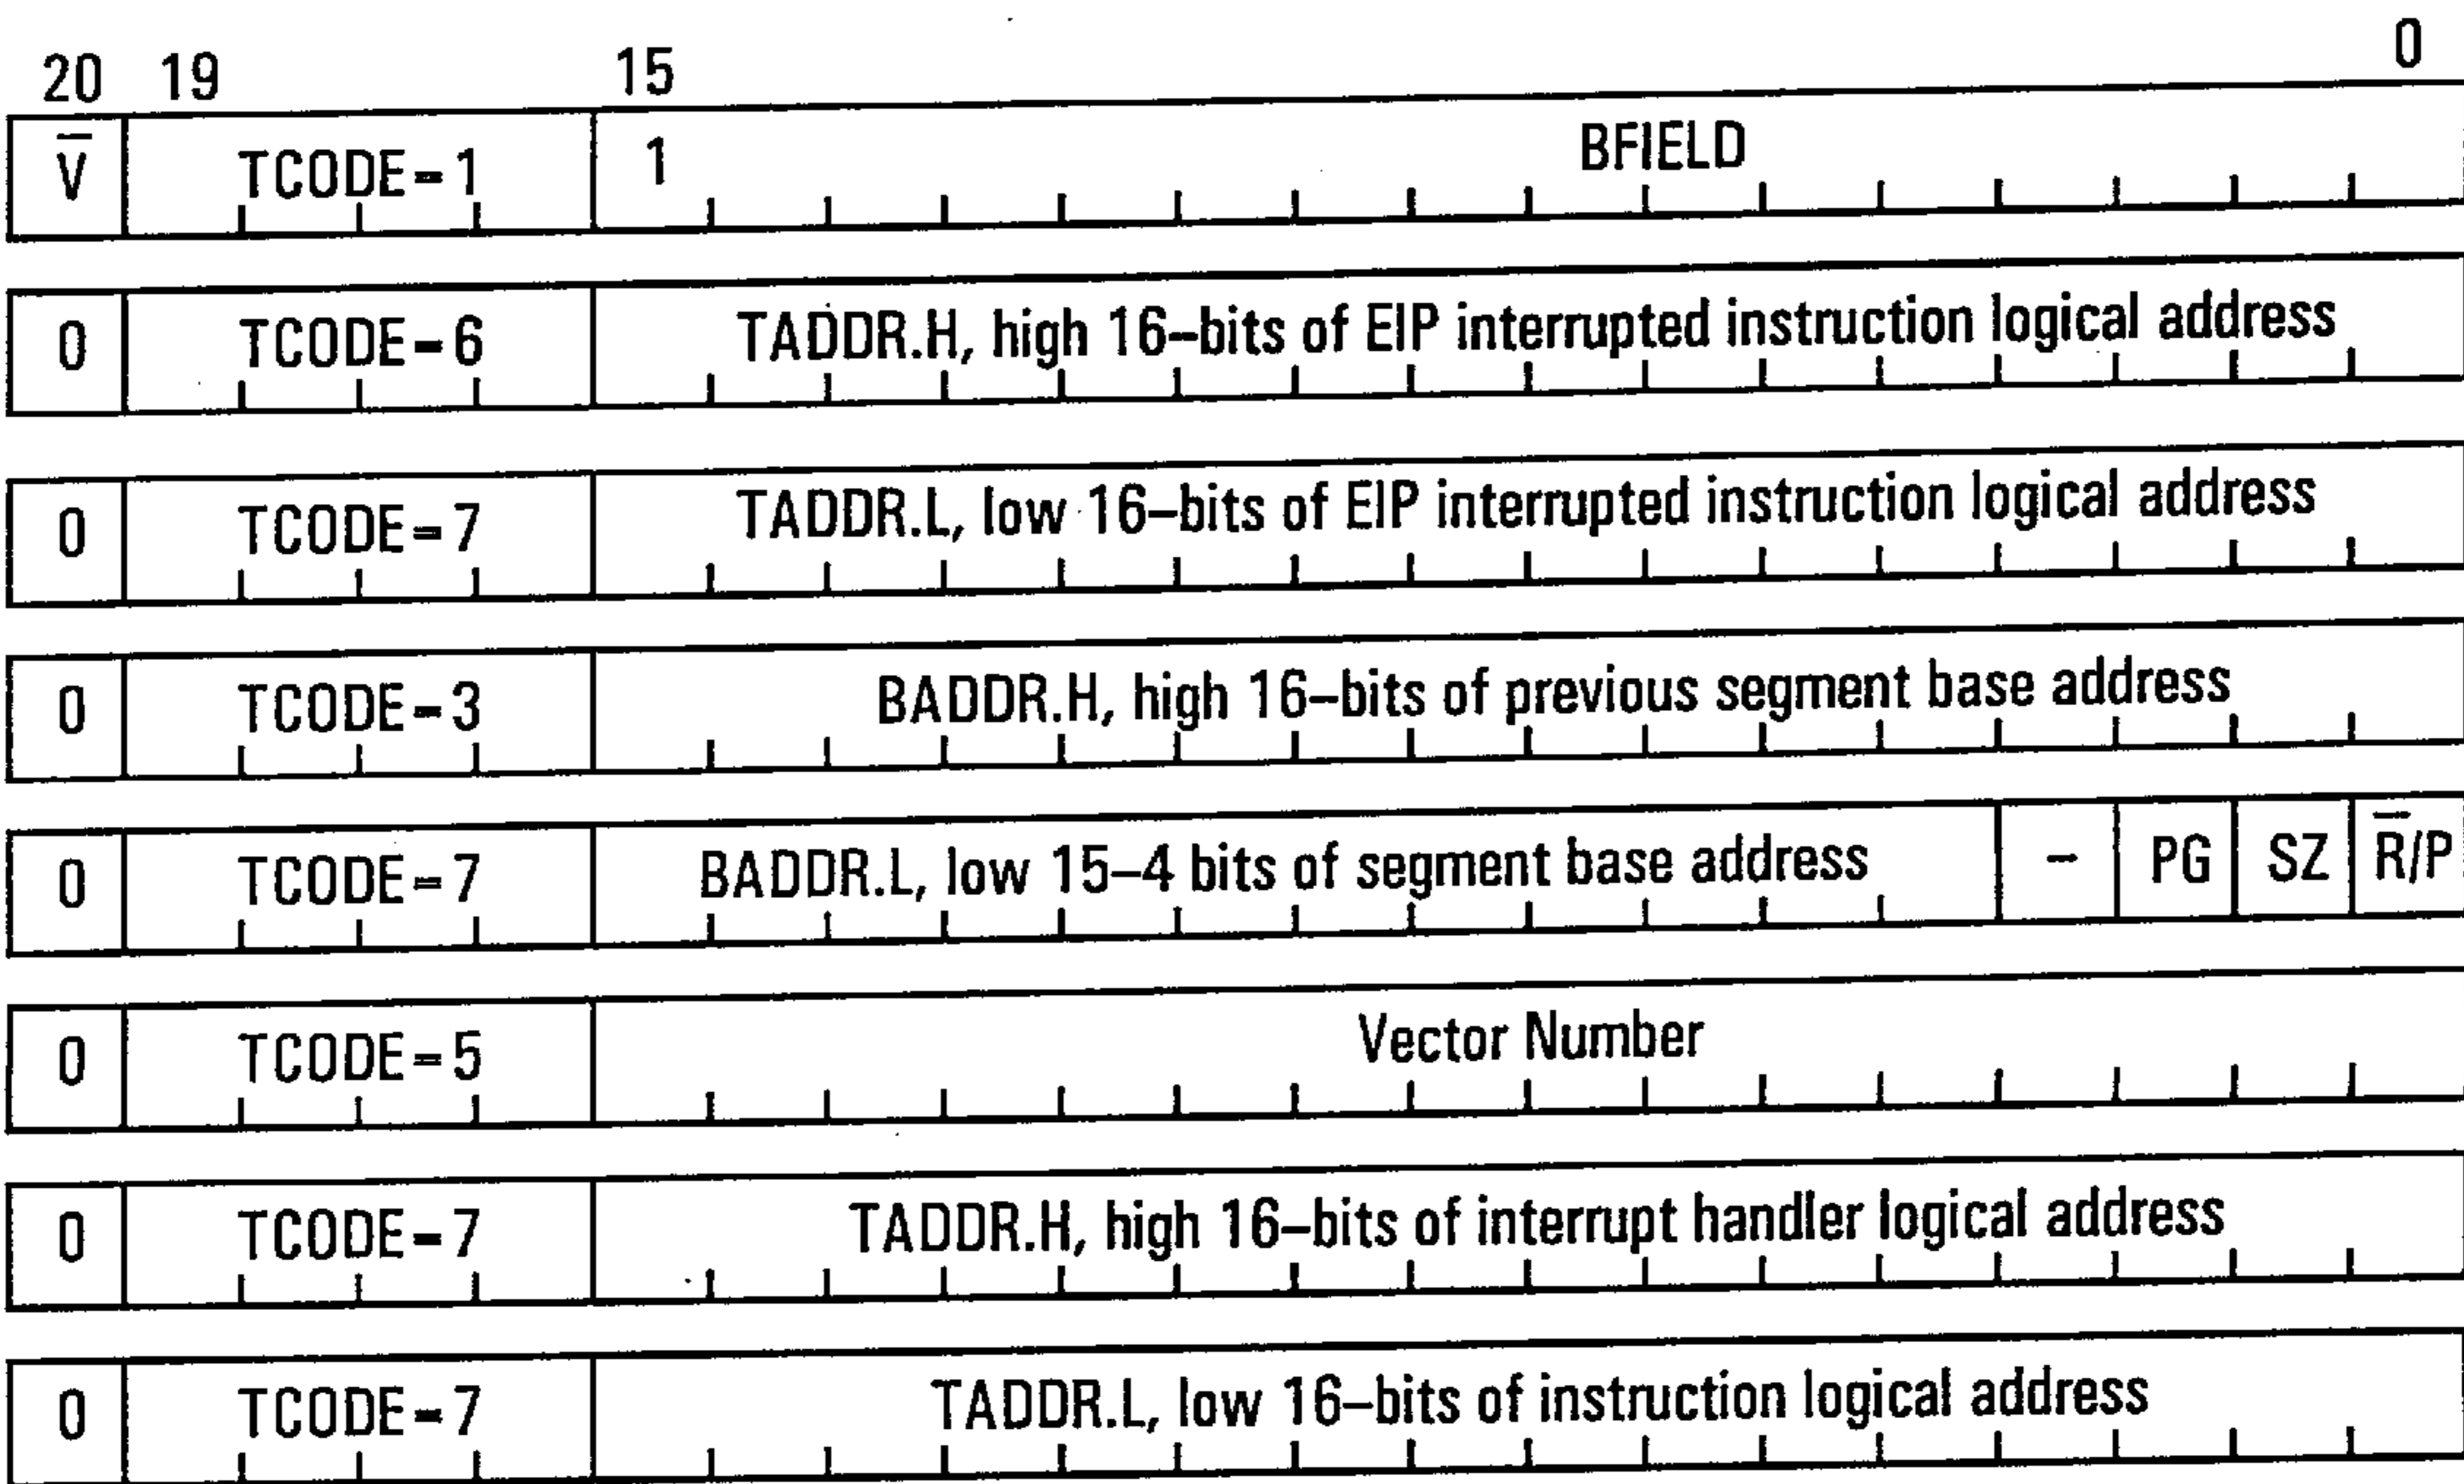 20 19 15 0
V̅ TCODE=1 1 BFIELD
0 TCODE=6 TADDR.H, high 16-bits of EIP interrupted instruction logical address
0 TCODE=7 TADDR.L, low 16-bits of EIP interrupted instruction logical address
0 TCODE=3 BADDR.H, high 16-bits of previous segment base address
0 TCODE=7 BADDR.L, low 15-4 bits of segment base address - PG SZ R̅/P
0 TCODE=5 Vector Number
0 TCODE=7 TADDR.H, high 16-bits of interrupt handler logical address
0 TCODE=7 TADDR.L, low 16-bits of instruction logical address